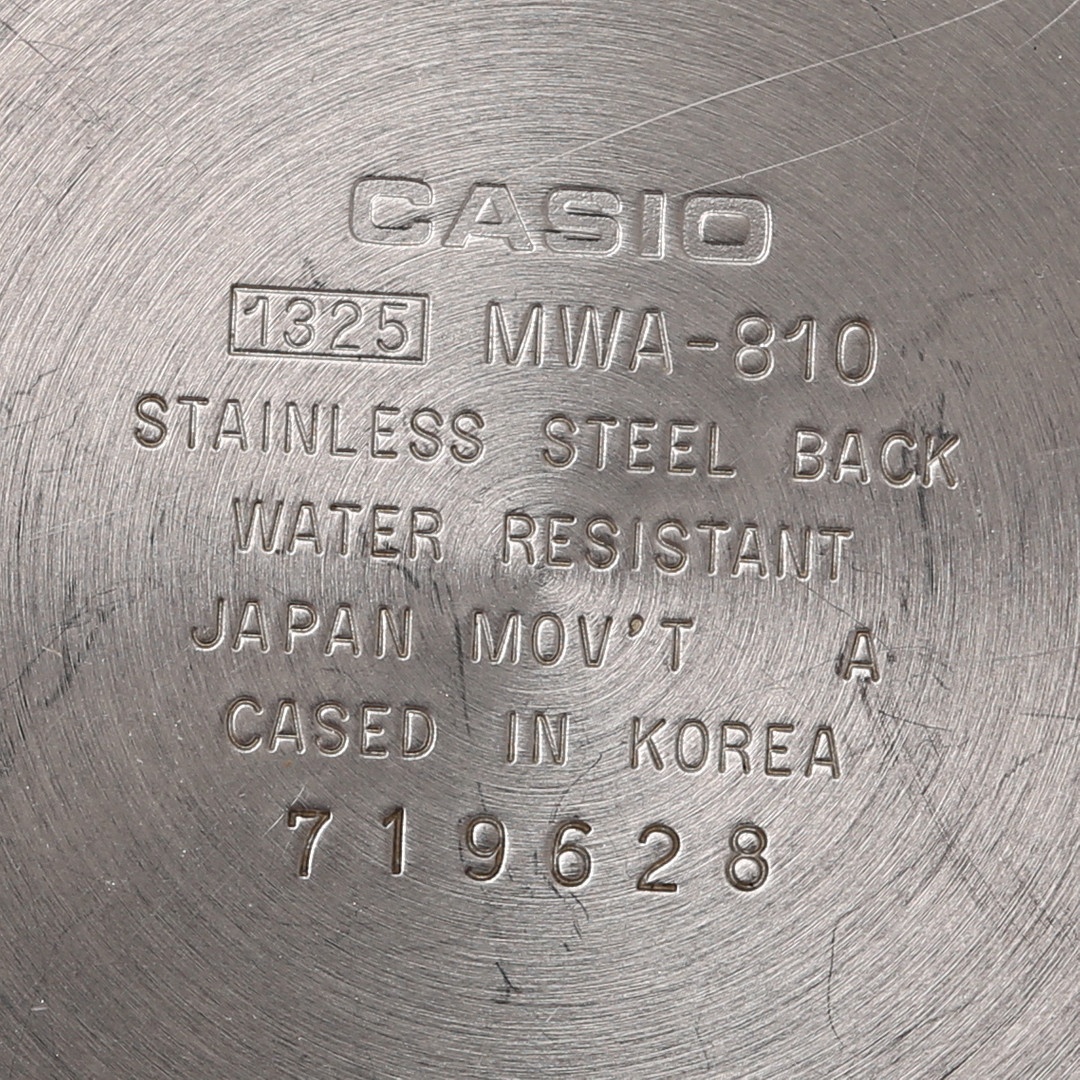 CASIO
1325 MWA-810
STAINLESS STEEL BACK
WATER RESISTANT
JAPAN MOV'T A
CASED IN KOREA
719628